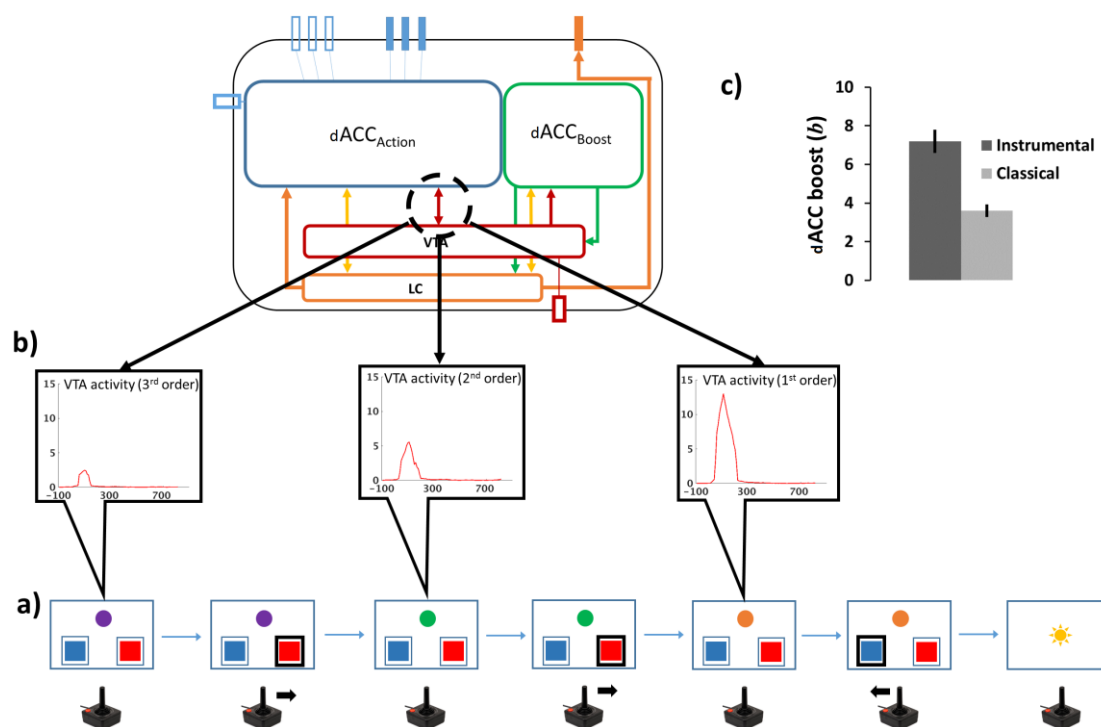 c)
dACC_Action
dACC_Boost
VTA
LC
10
8
6
4
2
0
dACC boost (b)
Instrumental
Classical
b)
VTA activity (3rd order)
15
10
5
0
-100
300
700
VTA activity (2nd order)
15
10
5
0
-100
300
700
VTA activity (1st order)
15
10
5
0
-100
300
700
a)